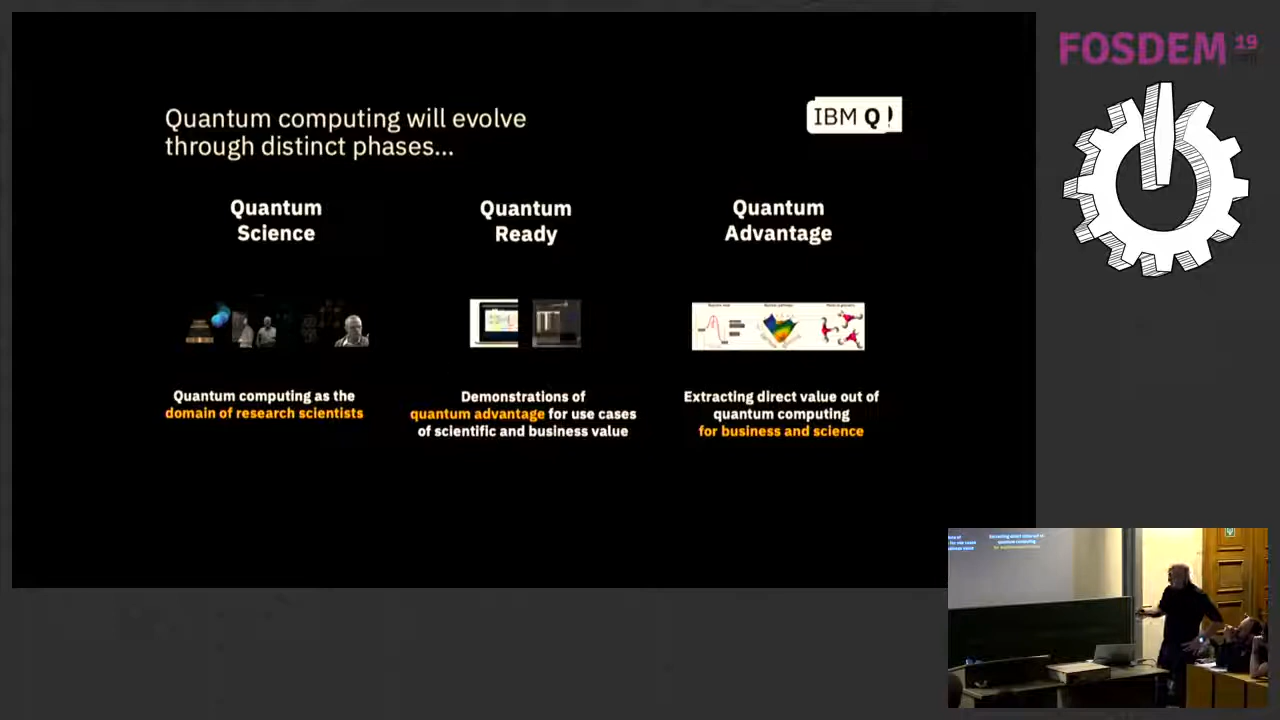 Quantum computing will evolve
through distinct phases...
IBM Q
FOSDEM 19
Quantum
Science
Quantum
Ready
Quantum
Advantage
Quantum computing as the
domain of research scientists
Demonstrations of
quantum advantage for use cases
of scientific and business value
Extracting direct value out of
quantum computing
for business and science